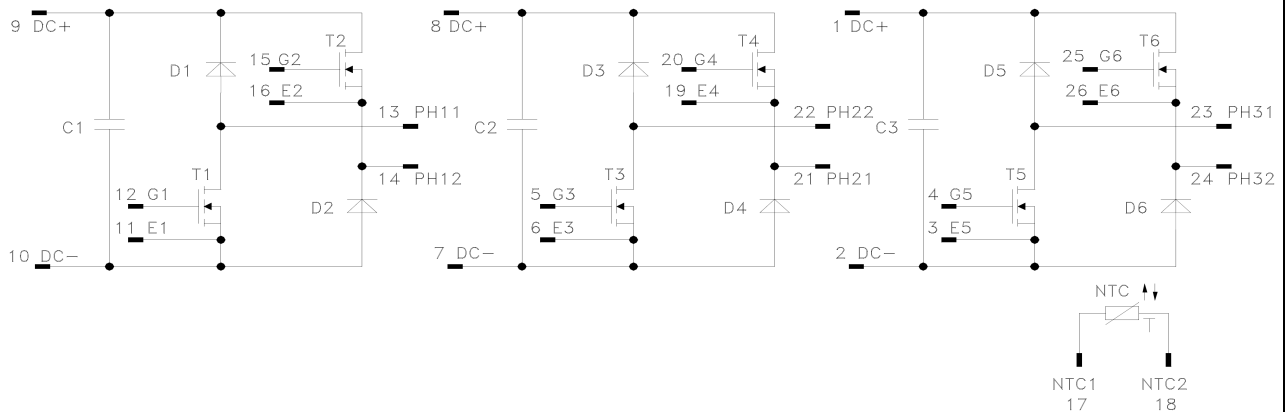 9 DC+
T2
15 G2
D1
16 E2
13 PH11
C1
T1
14 PH12
12 G1
D2
11 E1
10 DC-
8 DC+
T4
20 G4
D3
19 E4
22 PH22
C2
T3
21 PH21
5 G3
D4
6 E3
7 DC-
1 DC+
T6
25 G6
D5
26 E6
23 PH31
C3
T5
24 PH32
4 G5
D6
3 E5
2 DC-
NTC
T
NTC1
17
NTC2
18